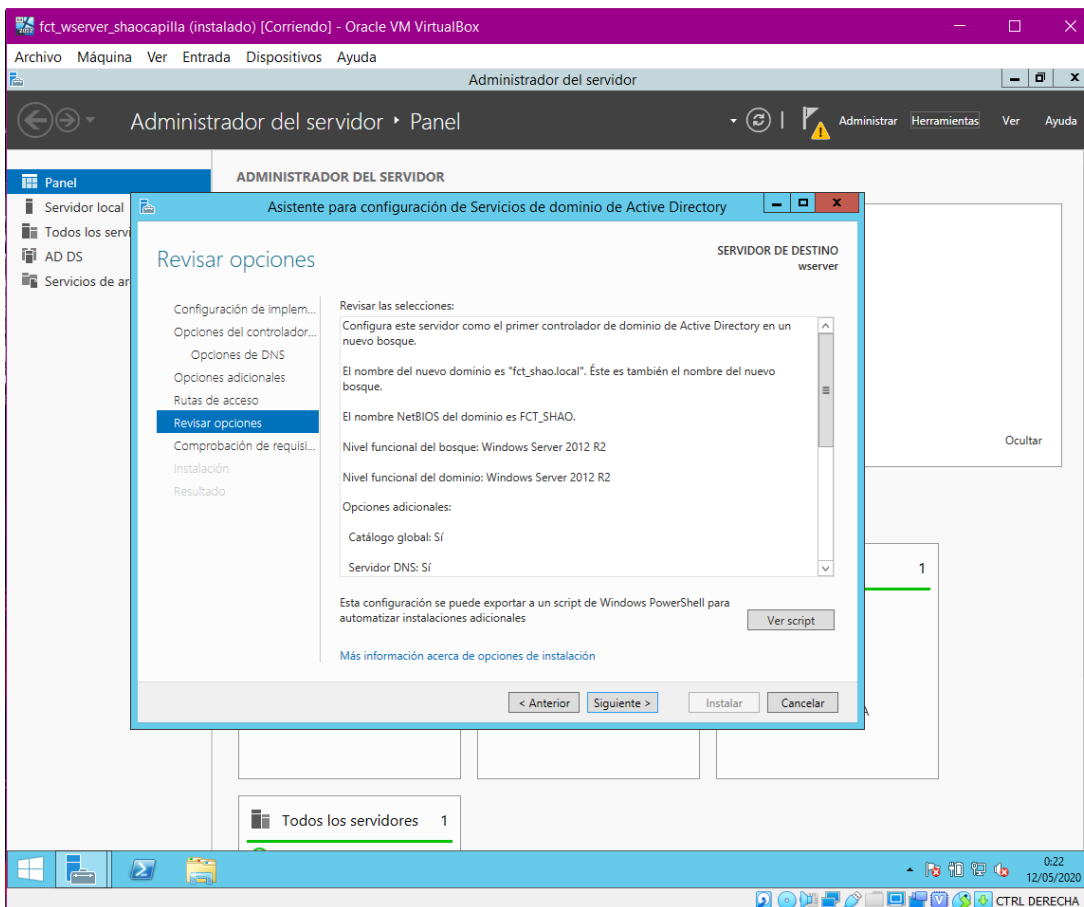 fct_wserver_shaocapilla (instalado) [Corriendo] - Oracle VM VirtualBox
Archivo Máquina Ver Entrada Dispositivos Ayuda
Administrador del servidor
Administrador del servidor ‣ Panel
Administrar Herramientas Ver Ayuda
Panel
Servidor local
Todos los servi
AD DS
Servicios de ar
ADMINISTRADOR DEL SERVIDOR
Asistente para configuración de Servicios de dominio de Active Directory
Revisar opciones
SERVIDOR DE DESTINO
wserver
Configuración de implem...
Opciones del controlador...
Opciones de DNS
Opciones adicionales
Rutas de acceso
Revisar opciones
Comprobación de requisi...
Instalación
Resultado
Revisar las selecciones:
Configura este servidor como el primer controlador de dominio de Active Directory en un
nuevo bosque.
El nombre del nuevo dominio es "fct_shao.local". Éste es también el nombre del nuevo
bosque.
El nombre NetBIOS del dominio es FCT_SHAO.
Nivel funcional del bosque: Windows Server 2012 R2
Nivel funcional del dominio: Windows Server 2012 R2
Opciones adicionales:
Catálogo global: Sí
Servidor DNS: Sí
Esta configuración se puede exportar a un script de Windows PowerShell para
automatizar instalaciones adicionales
Ver script
Más información acerca de opciones de instalación
< Anterior Siguiente > Instalar Cancelar
Ocultar
1
Todos los servidores 1
0:22
12/05/2020
CTRL DERECHA